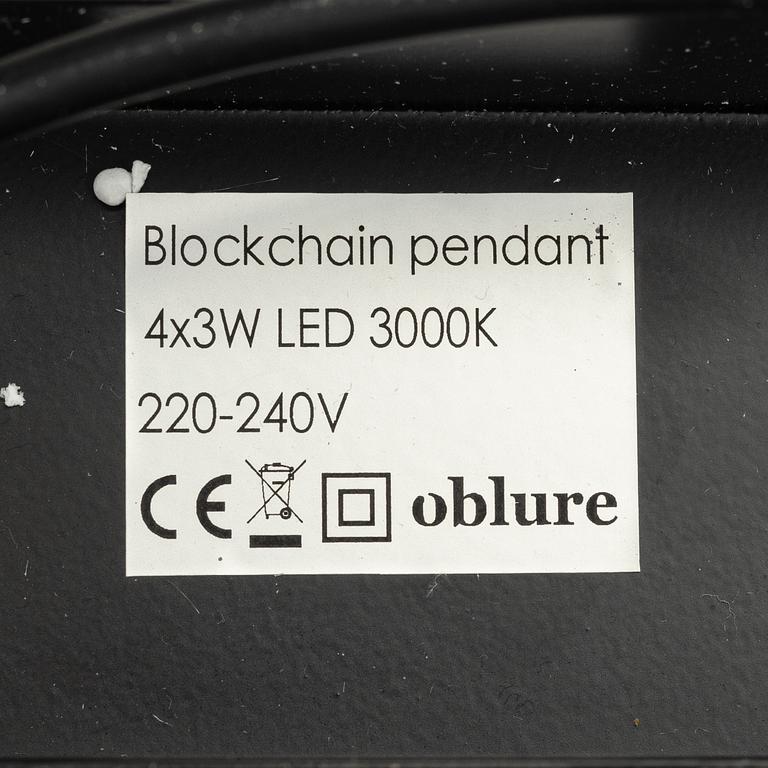 Blockchain pendant
4x3W LED 3000K
220-240V
CE oblure